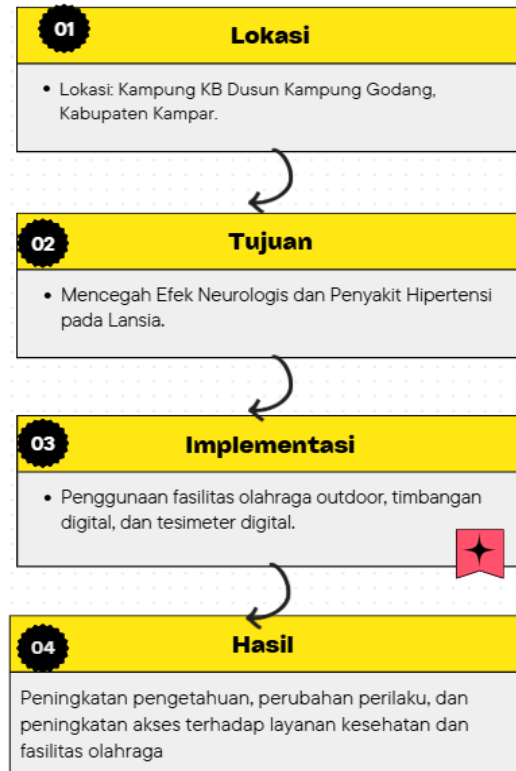 01
Lokasi
• Lokasi: Kampung KB Dusun Kampung Godang,
Kabupaten Kampar.
02
Tujuan
• Mencegah Efek Neurologis dan Penyakit Hipertensi
pada Lansia.
03
Implementasi
• Penggunaan fasilitas olahraga outdoor, timbangan
digital, dan tesimeter digital.
04
Hasil
Peningkatan pengetahuan, perubahan perilaku, dan
peningkatan akses terhadap layanan kesehatan dan
fasilitas olahraga